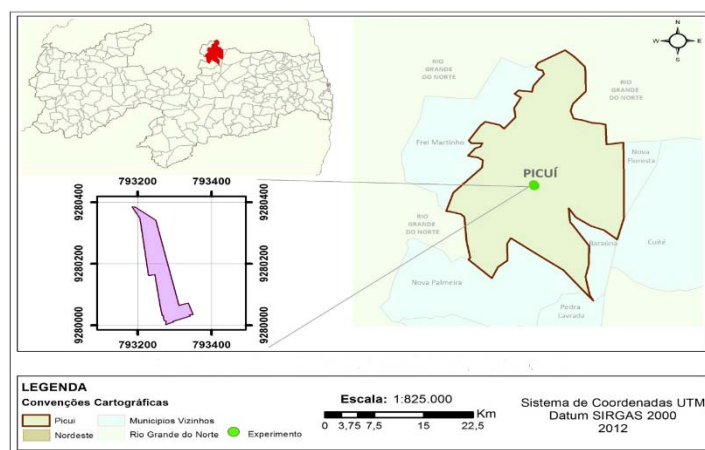 N
W E
S
RIO
GRANDE
DO NORTE
RIO
GRANDE
DO NORTE
Frei Martinho
Nova
Floresta
PICUÍ
RIO
GRANDE
DO NORTE
Baraúna
Cuité
Nova Palmeira
Pedra
Lavrada
793200 793400
9280400 9280400
9280200 9280200
9280000 9280000
793200 793400
LEGENDA
Convenções Cartográficas
Picui Municipios Vizinhos
Nordeste Rio Grande do Norte Experimento
Escala: 1:825.000
Km
0 3,75 7,5 15 22,5
Sistema de Coordenadas UTM
Datum SIRGAS 2000
2012